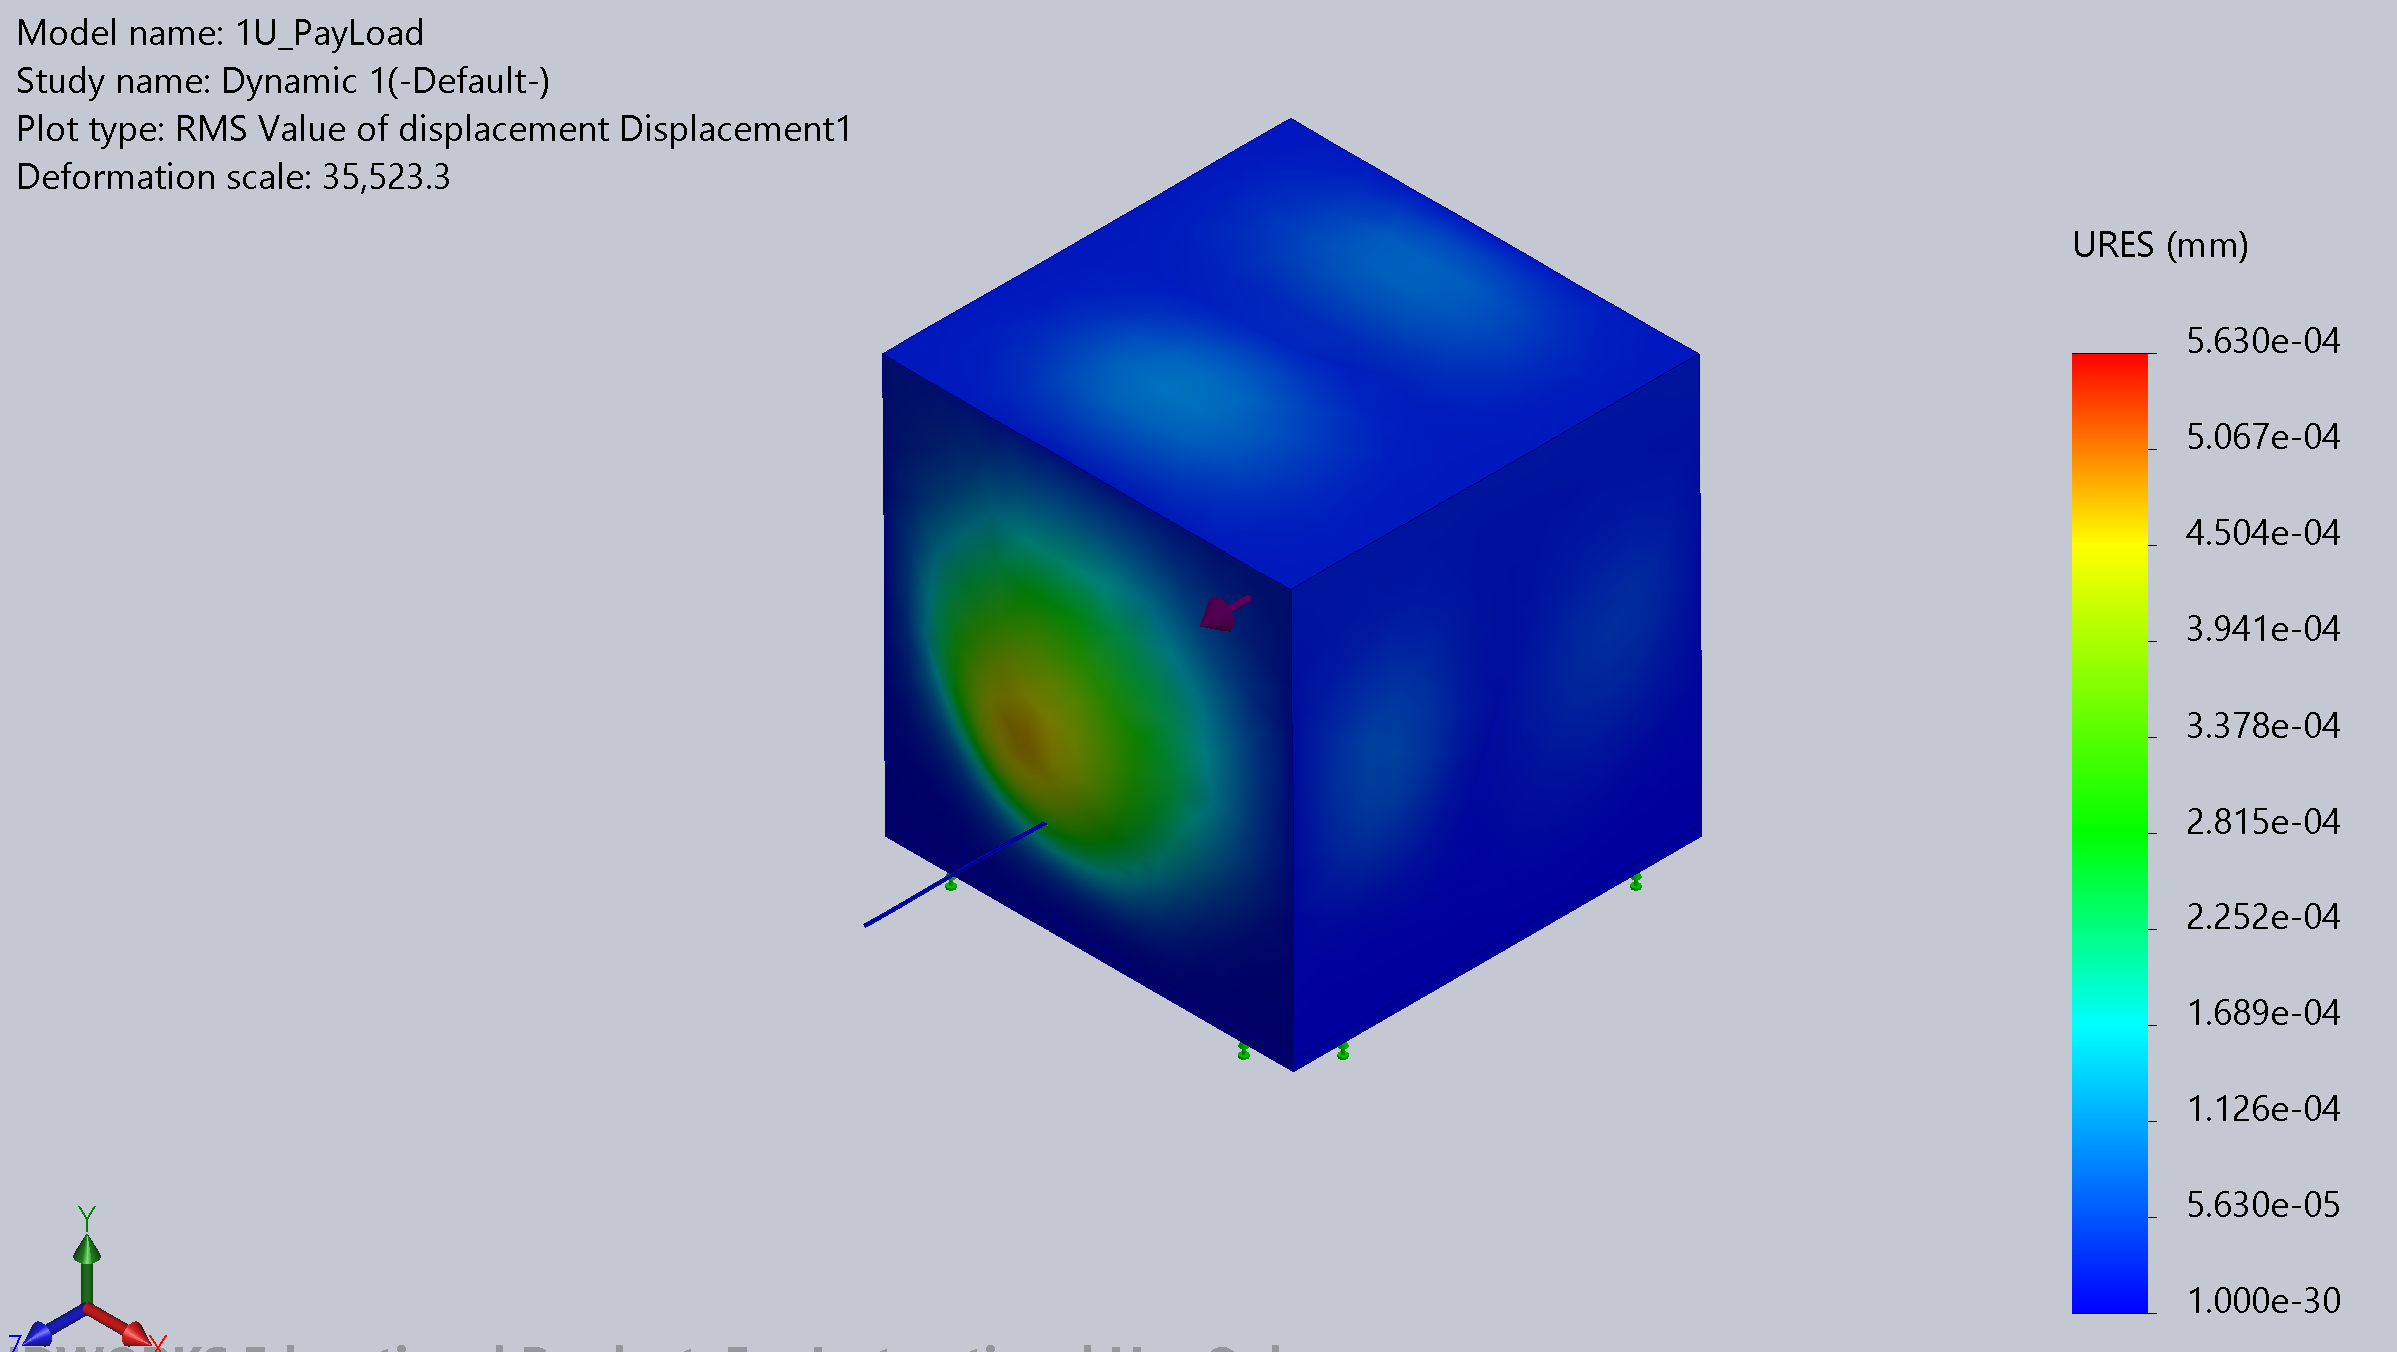 Model name: 1U_PayLoad
Study name: Dynamic 1(-Default-)
Plot type: RMS Value of displacement Displacement1
Deformation scale: 35,523.3
URES (mm)
5.630e-04
5.067e-04
4.504e-04
3.941e-04
3.378e-04
2.815e-04
2.252e-04
1.689e-04
1.126e-04
5.630e-05
1.000e-30
Y
Z
X